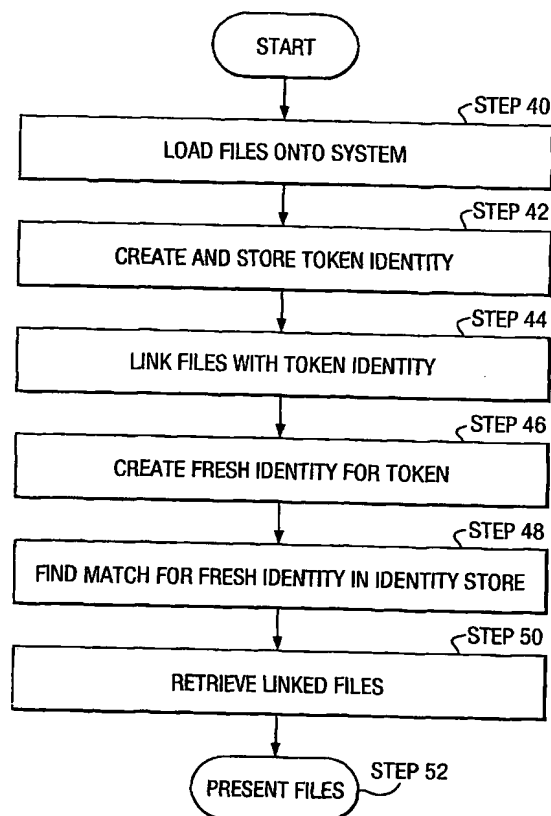 START
STEP 40
LOAD FILES ONTO SYSTEM
STEP 42
CREATE AND STORE TOKEN IDENTITY
STEP 44
LINK FILES WITH TOKEN IDENTITY
STEP 46
CREATE FRESH IDENTITY FOR TOKEN
STEP 48
FIND MATCH FOR FRESH IDENTITY IN IDENTITY STORE
STEP 50
RETRIEVE LINKED FILES
STEP 52
PRESENT FILES